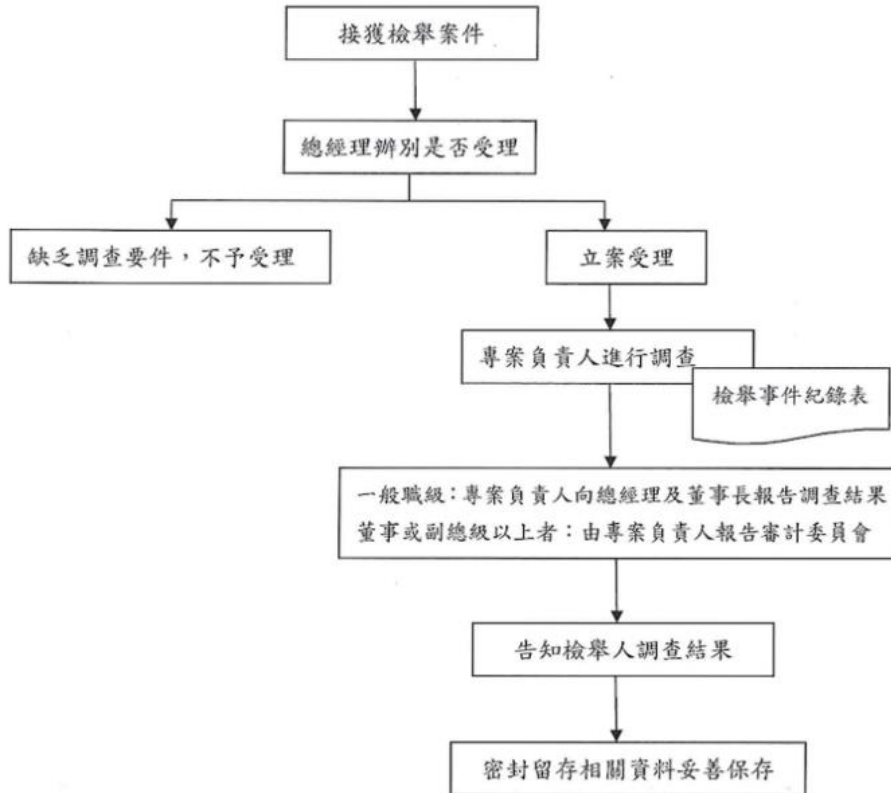 接獲檢舉案件
總經理辦別是否受理
缺乏調查要件，不予受理
立案受理
專案負責人進行調查
檢舉事件紀錄表
一般職級：專案負責人向總經理及董事長報告調查結果
董事或副總級以上者：由專案負責人報告審計委員會
告知檢舉人調查結果
密封留存相關資料妥善保存